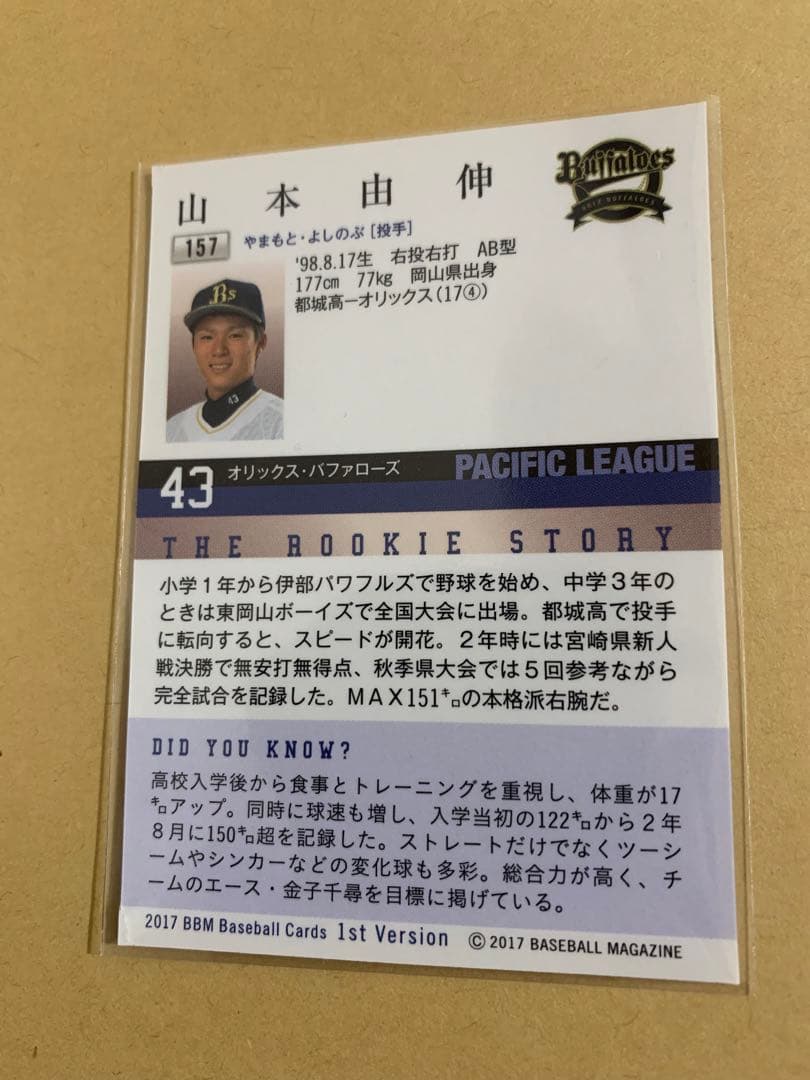 山本由伸
Buffaloes
ORIX BUFFALOES
157
やまもと・よしのぶ [投手]
'98.8.17生　右投右打　AB型
177cm　77kg　岡山県出身
都城高ーオリックス(17④)
Bs
43
43
オリックス・バファローズ
PACIFIC LEAGUE
THE ROOKIE STORY
小学１年から伊部パワフルズで野球を始め、中学３年の
ときは東岡山ボーイズで全国大会に出場。都城高で投手
に転向すると、スピードが開花。２年時には宮崎県新人
戦決勝で無安打無得点、秋季県大会では５回参考ながら
完全試合を記録した。ＭＡＸ151㌔の本格派右腕だ。
DID YOU KNOW?
高校入学後から食事とトレーニングを重視し、体重が17
㌔アップ。同時に球速も増し、入学当初の122㌔から２年
８月に150㌔超を記録した。ストレートだけでなくツー
シームやシンカーなどの変化球も多彩。総合力が高く、チ
ームのエース・金子千尋を目標に掲げている。
2017 BBM Baseball Cards 1st Version
©2017 BASEBALL MAGAZINE